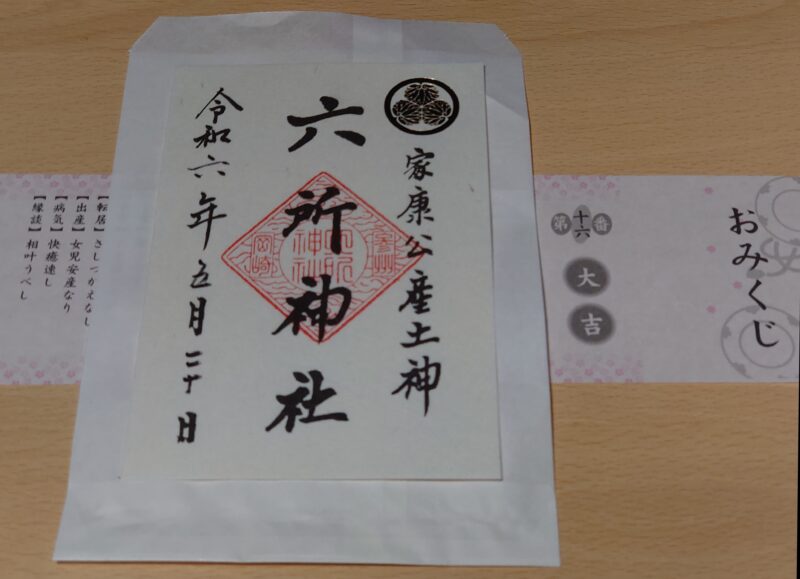 おみくじ
第十六番
大吉
家康公産土神
六所神社
令和六年五月二十日
岡崎
【転居】さしつかえなし
【出産】女児安産なり
【病気】快癒速し
【縁談】相叶うべし